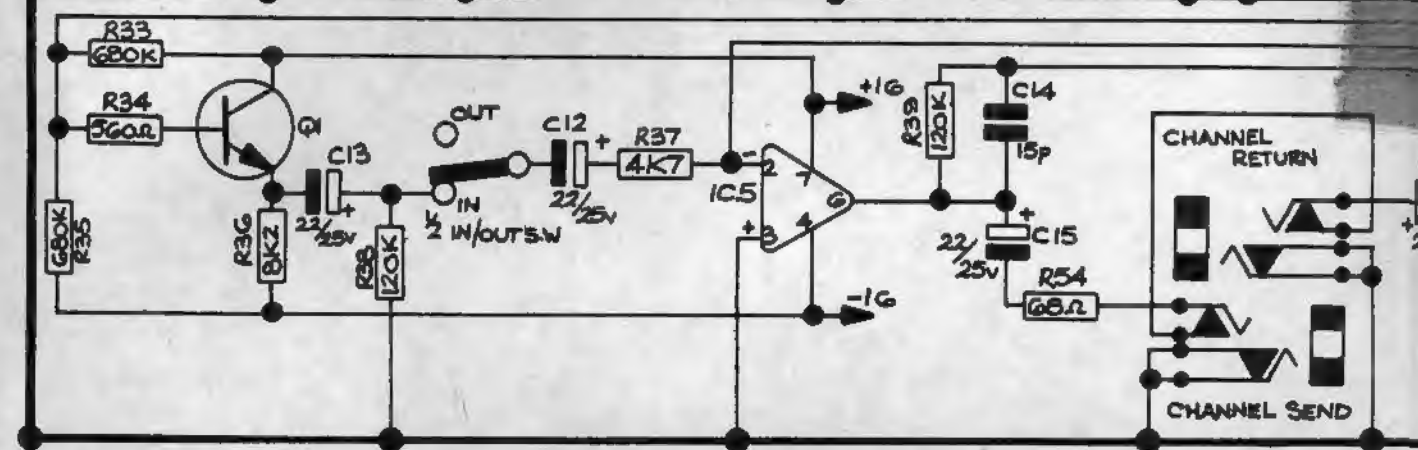 R33
680K
R34
560Ω
Q1
680K
R35
R36
8K2
C13
+
22/25v
R38
120K
OUT
IN
½ IN/OUT S.W
C12
+
22/25v
R37
4K7
IC.5
-
2
+
3
7
4
6
+16
-16
R39
120K
C14
15p
+
C15
22/25v
R54
68Ω
CHANNEL
RETURN
CHANNEL SEND
+